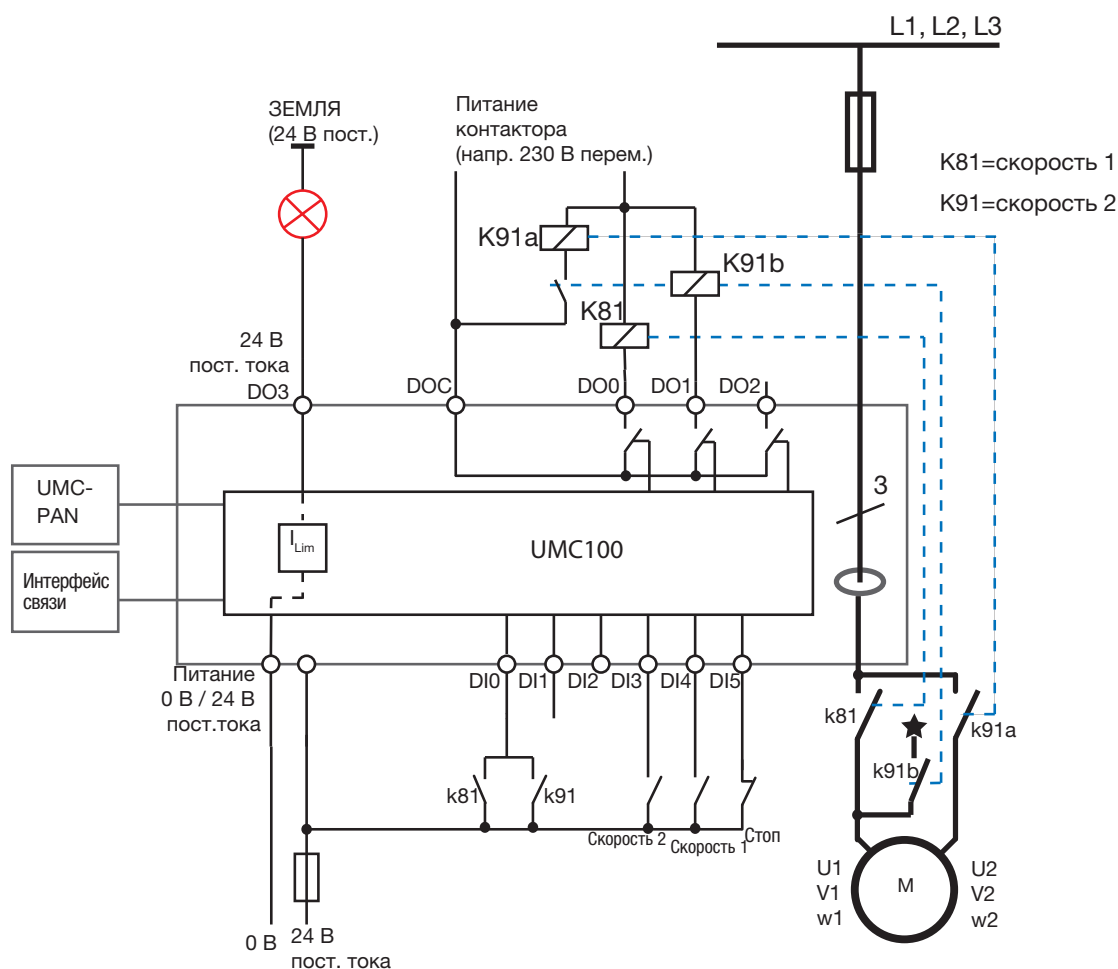 L1, L2, L3
ЗЕМЛЯ
(24 В пост.)
Питание
контактора
(напр. 230 В перем.)
K81=скорость 1
K91=скорость 2
K91a
K91b
K81
24 В
пост. тока
DO3
DOC
DO0
DO1
DO2
UMC-
PAN
3
ILim
UMC100
Интерфейс
связи
Питание
0 В / 24 В
пост.тока
DI0
DI1
DI2
DI3
DI4
DI5
k81
k91a
k91b
k81
k91
Скорость 2
Скорость 1
Стоп
U1
V1
w1
M
U2
V2
w2
0 В
24 В
пост. тока